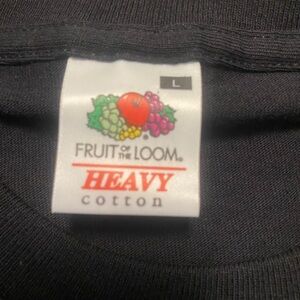 L
FRUIT OF THE LOOM®
HEAVY
cotton